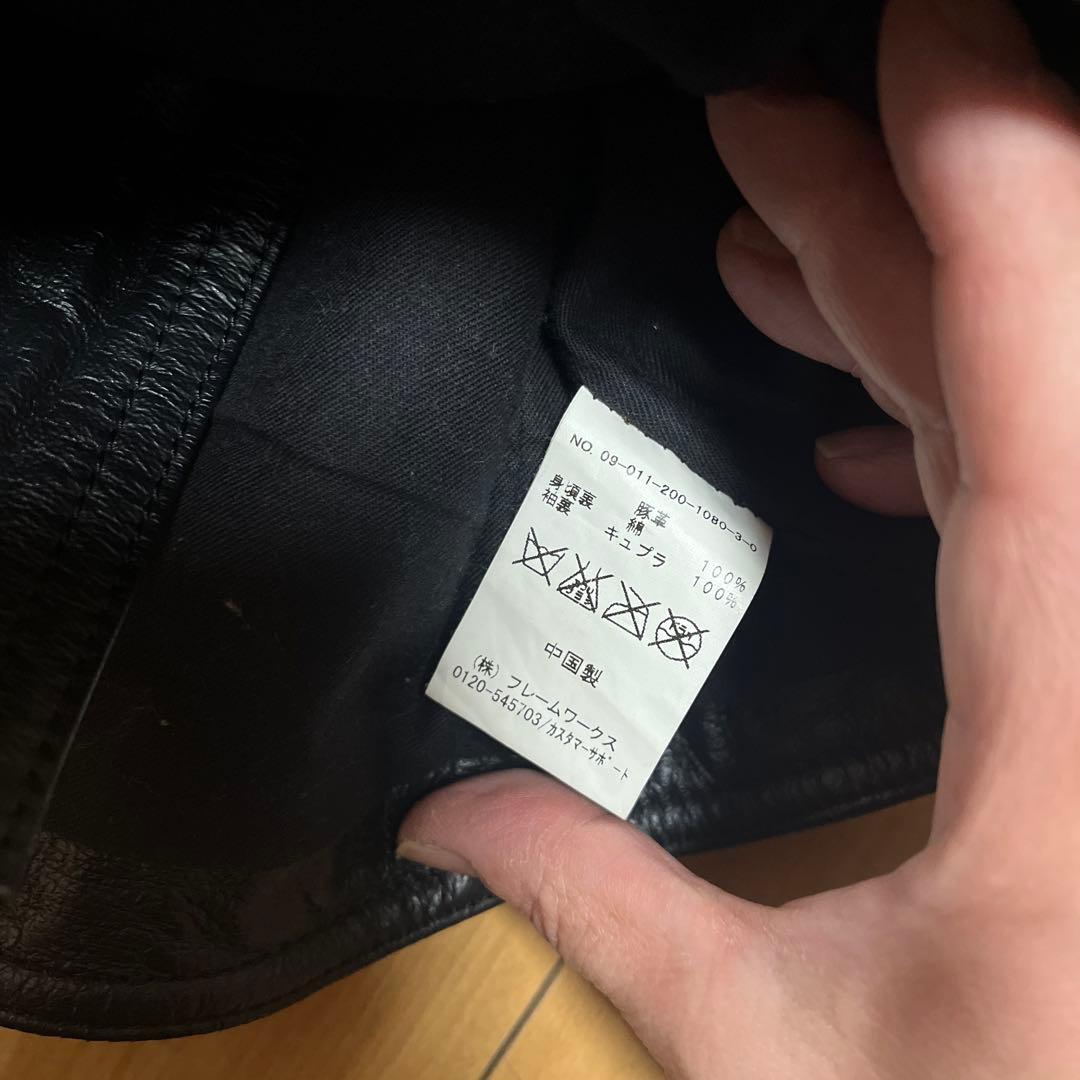 NO. 09-011-200-1080-3-0
豚革
身頃裏 綿 100%
袖裏 キュプラ 100%
中国製
(株) フレームワークス
0120-545703/カスタマーサポート